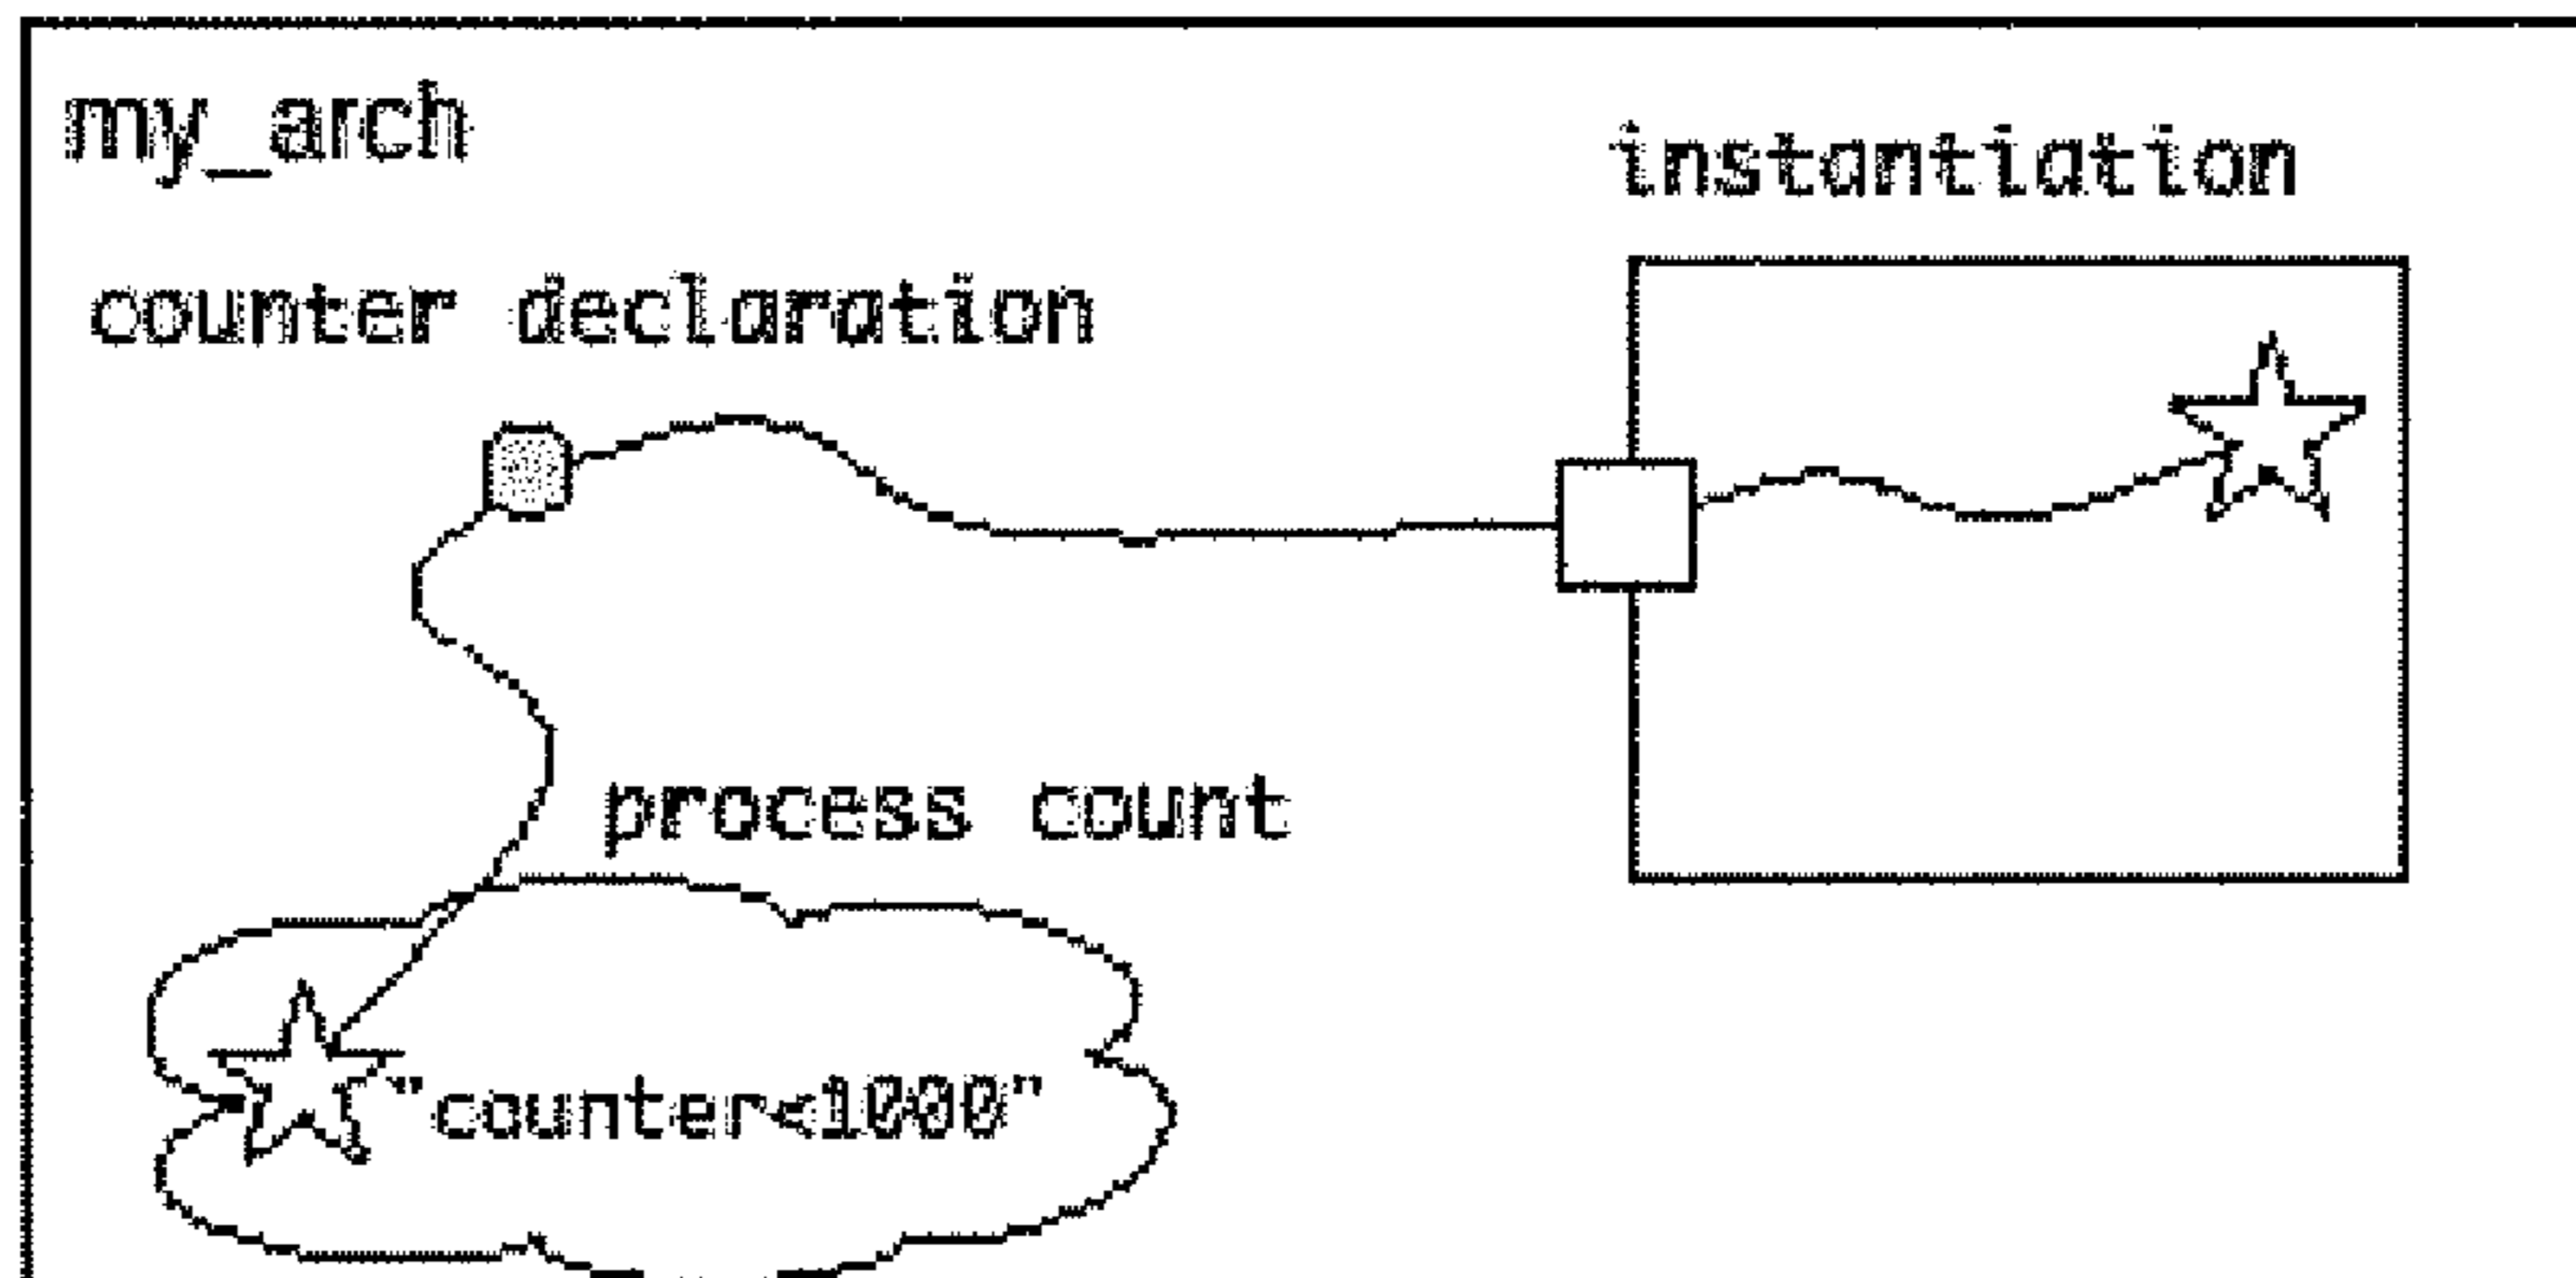 my_arch
instantiation
counter declaration
process count
"counter<1000"